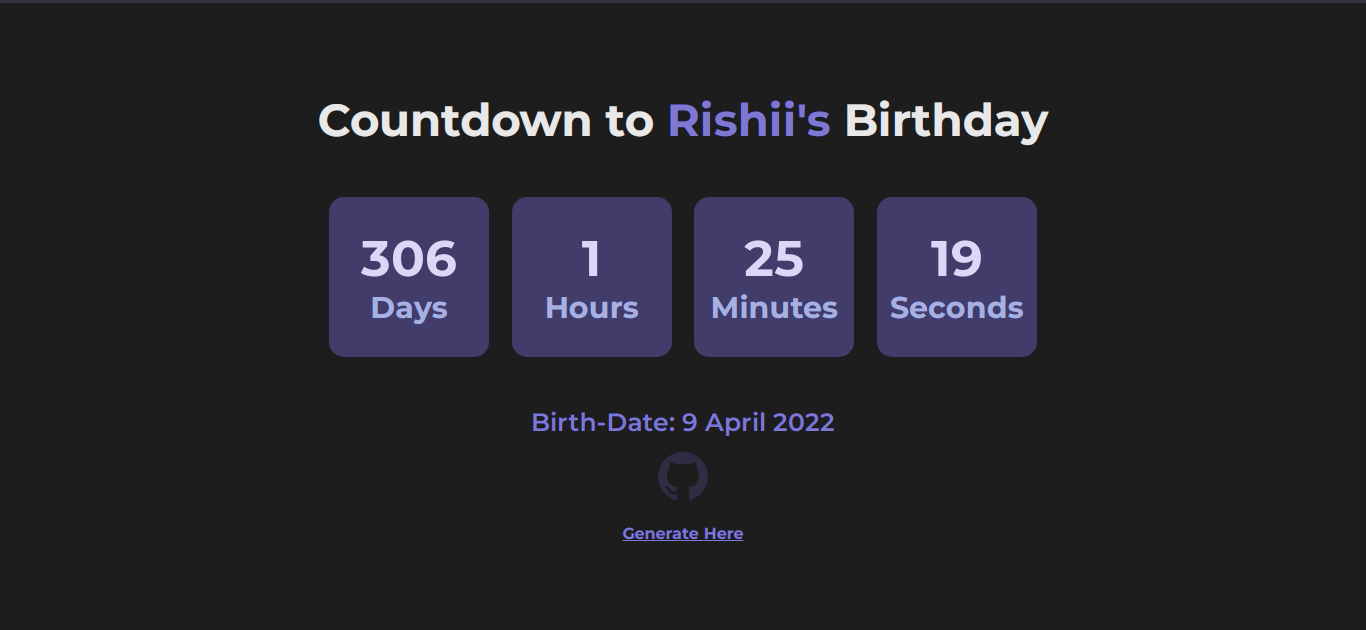 Countdown to Rishii's Birthday
306 1 25 19
Days Hours Minutes Seconds
Birth-Date: 9 April 2022
Generate Here